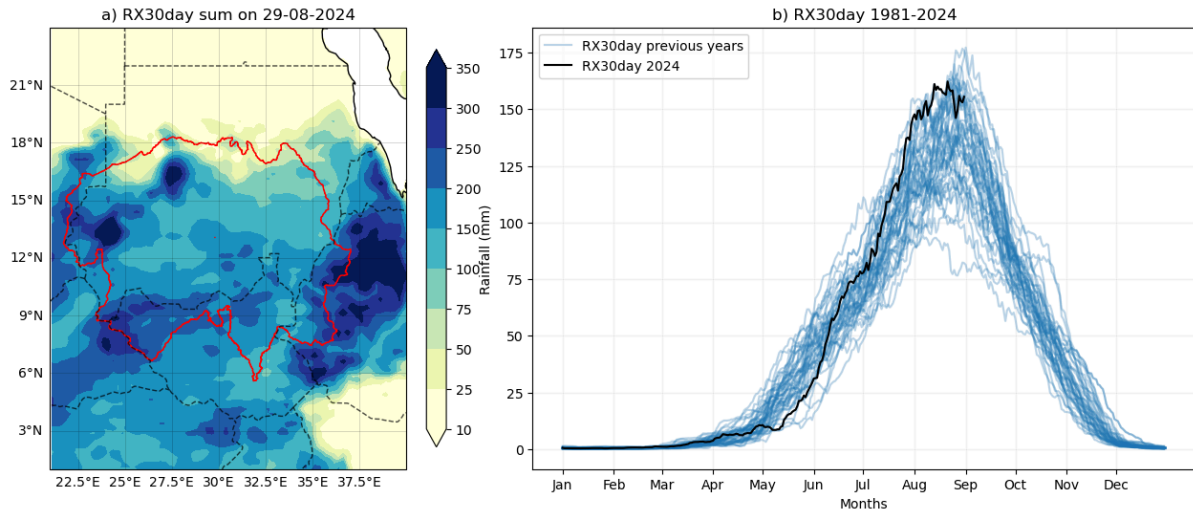 a) RX30day sum on 29-08-2024
21°N
18°N
15°N
12°N
9°N
6°N
3°N
22.5°E 25°E 27.5°E 30°E 32.5°E 35°E 37.5°E
350
300
250
200
1500
100
75
50
25
10
Rainfall (mm)
b) RX30day 1981-2024
RX30day previous years
RX30day 2024
175
150
125
100
75
50
25
0
Jan Feb Mar Apr May Jun Jul Aug Sep Oct Nov Dec
Months